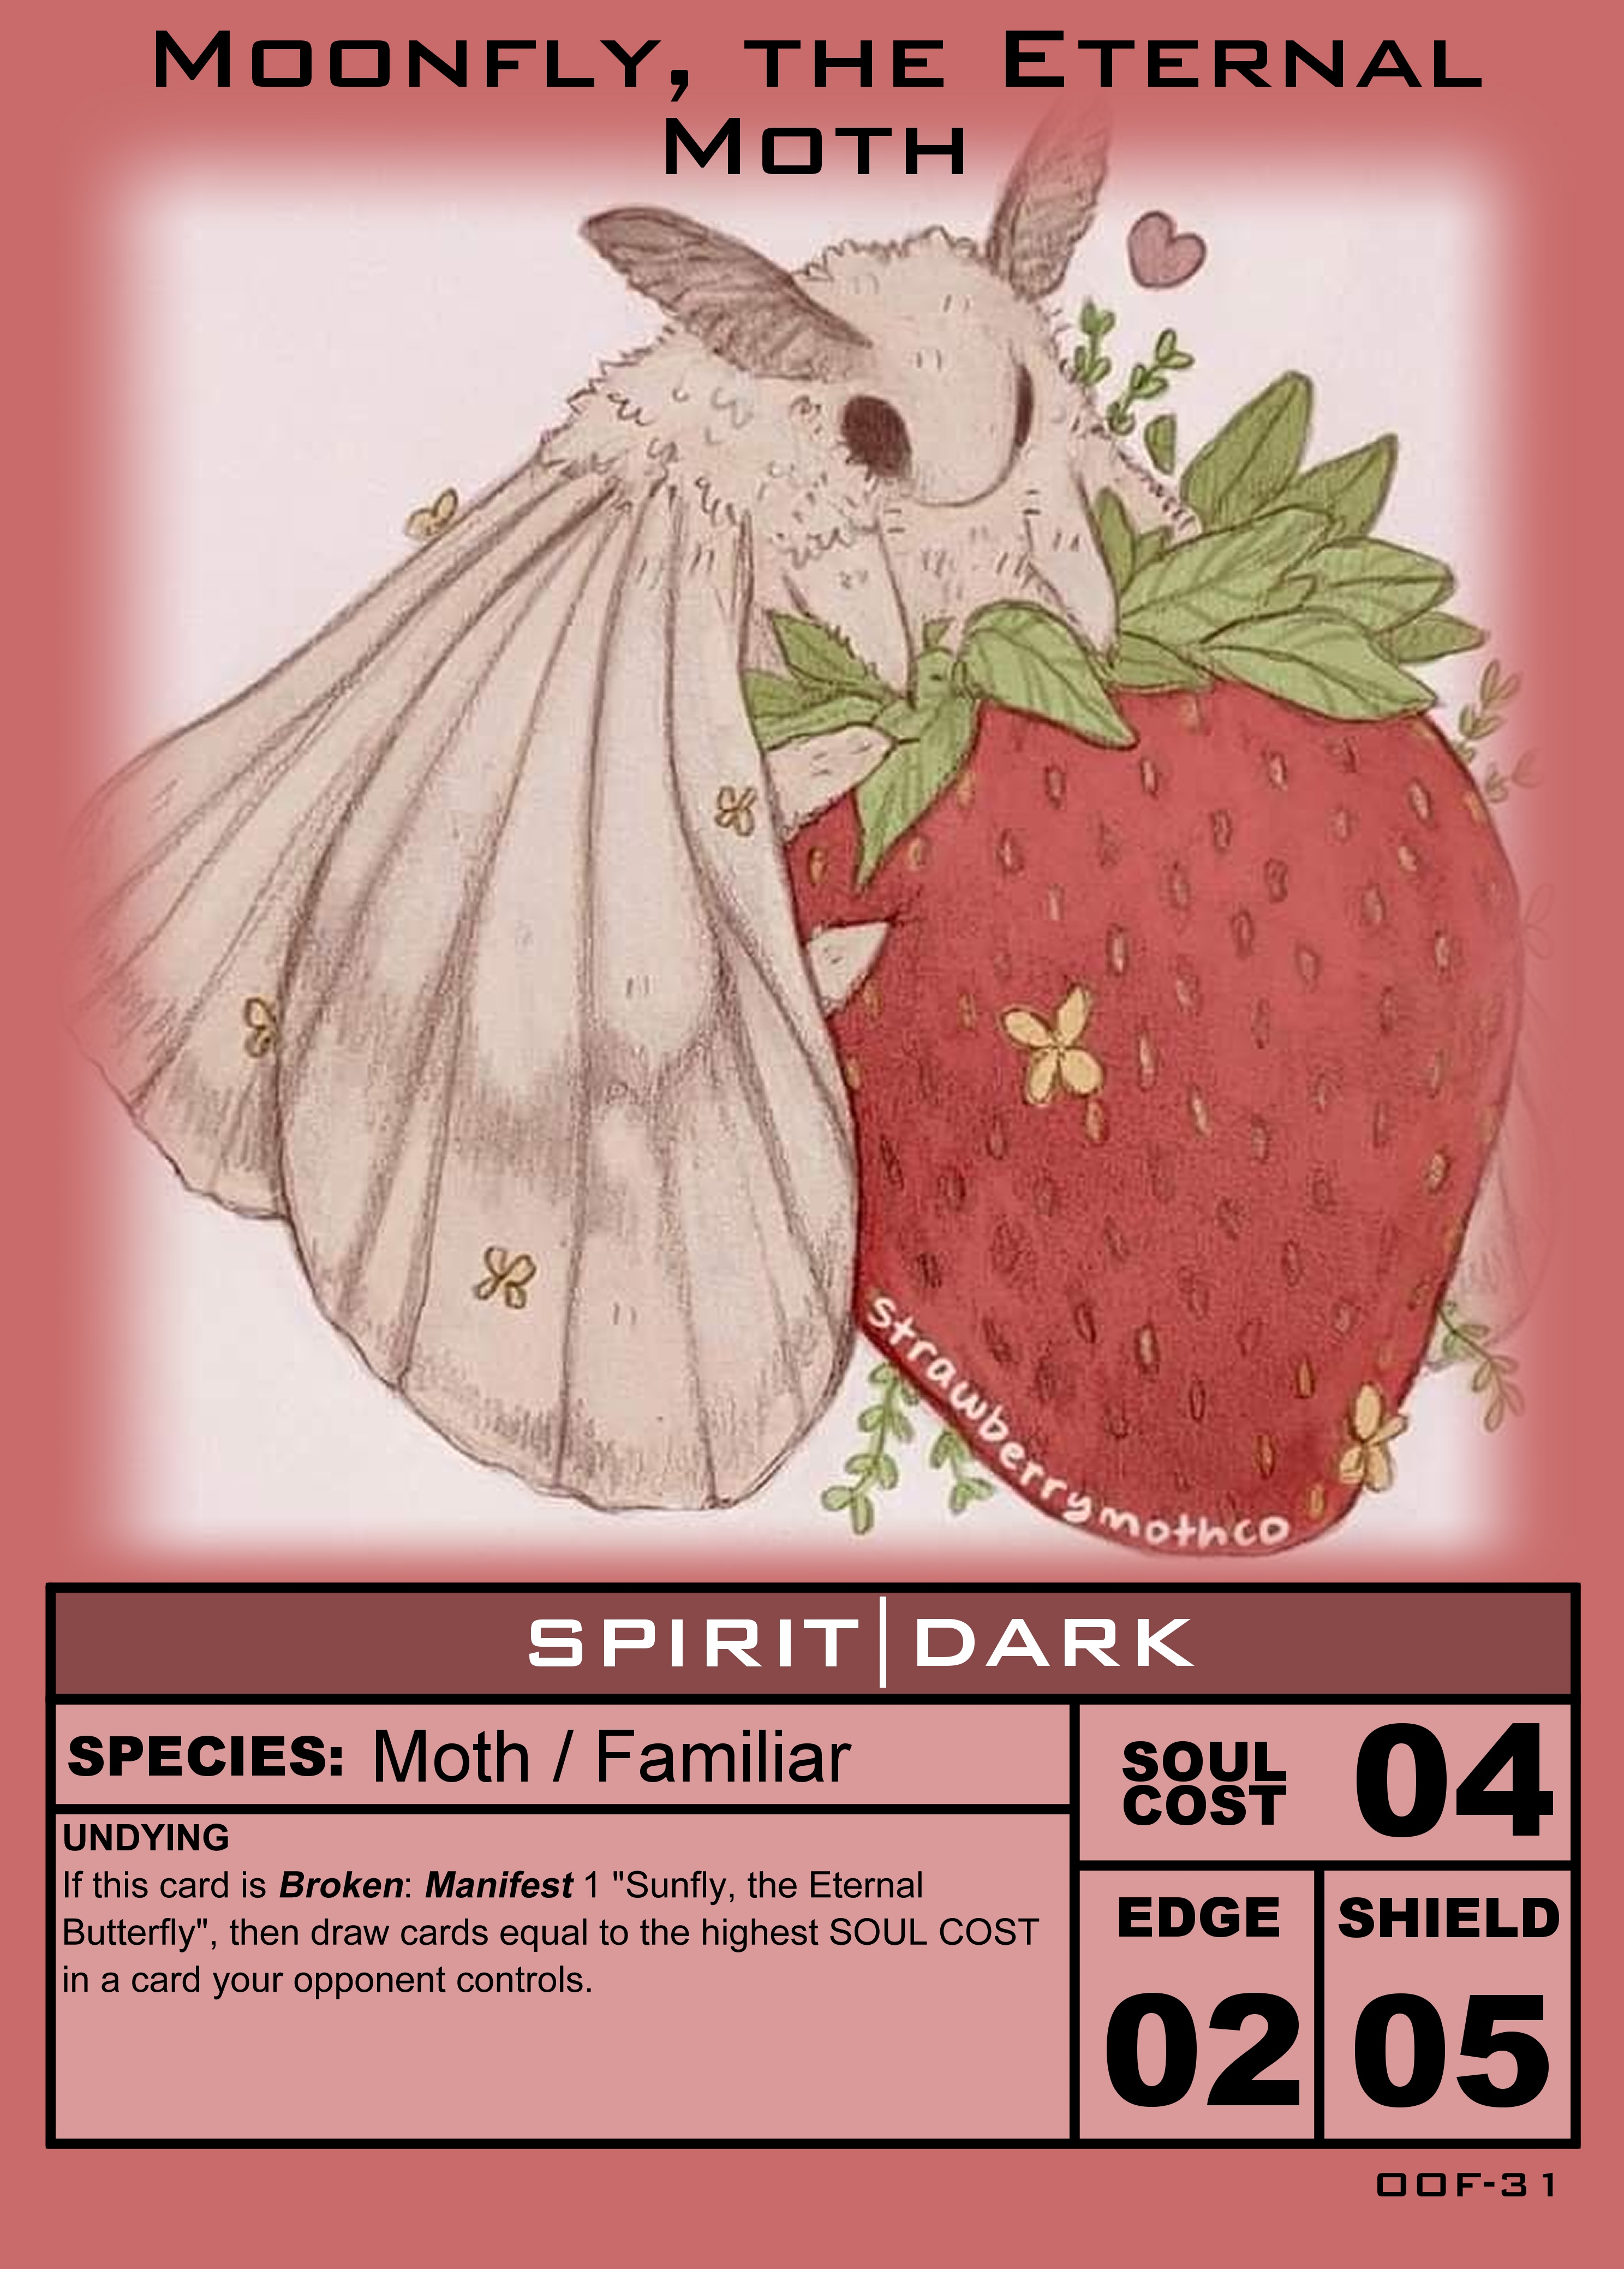 Moonfly, the Eternal
Moth
strawberrymothco
SPIRIT|DARK
SPECIES: Moth / Familiar
SOUL
COST 04
UNDYING
If this card is Broken: Manifest 1 "Sunfly, the Eternal
Butterfly", then draw cards equal to the highest SOUL COST
in a card your opponent controls.
EDGE SHIELD
02 05
OOF-31